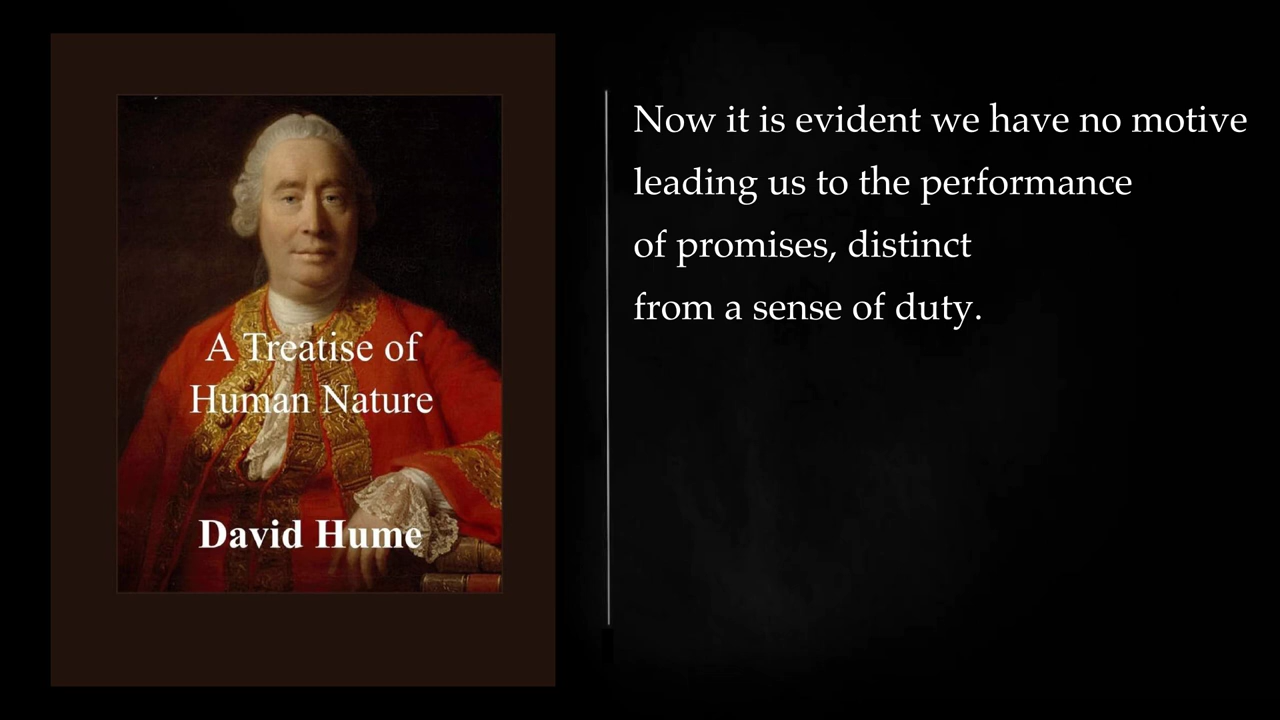 A Treatise of
Human Nature
David Hume
Now it is evident we have no motive
leading us to the performance
of promises, distinct
from a sense of duty.